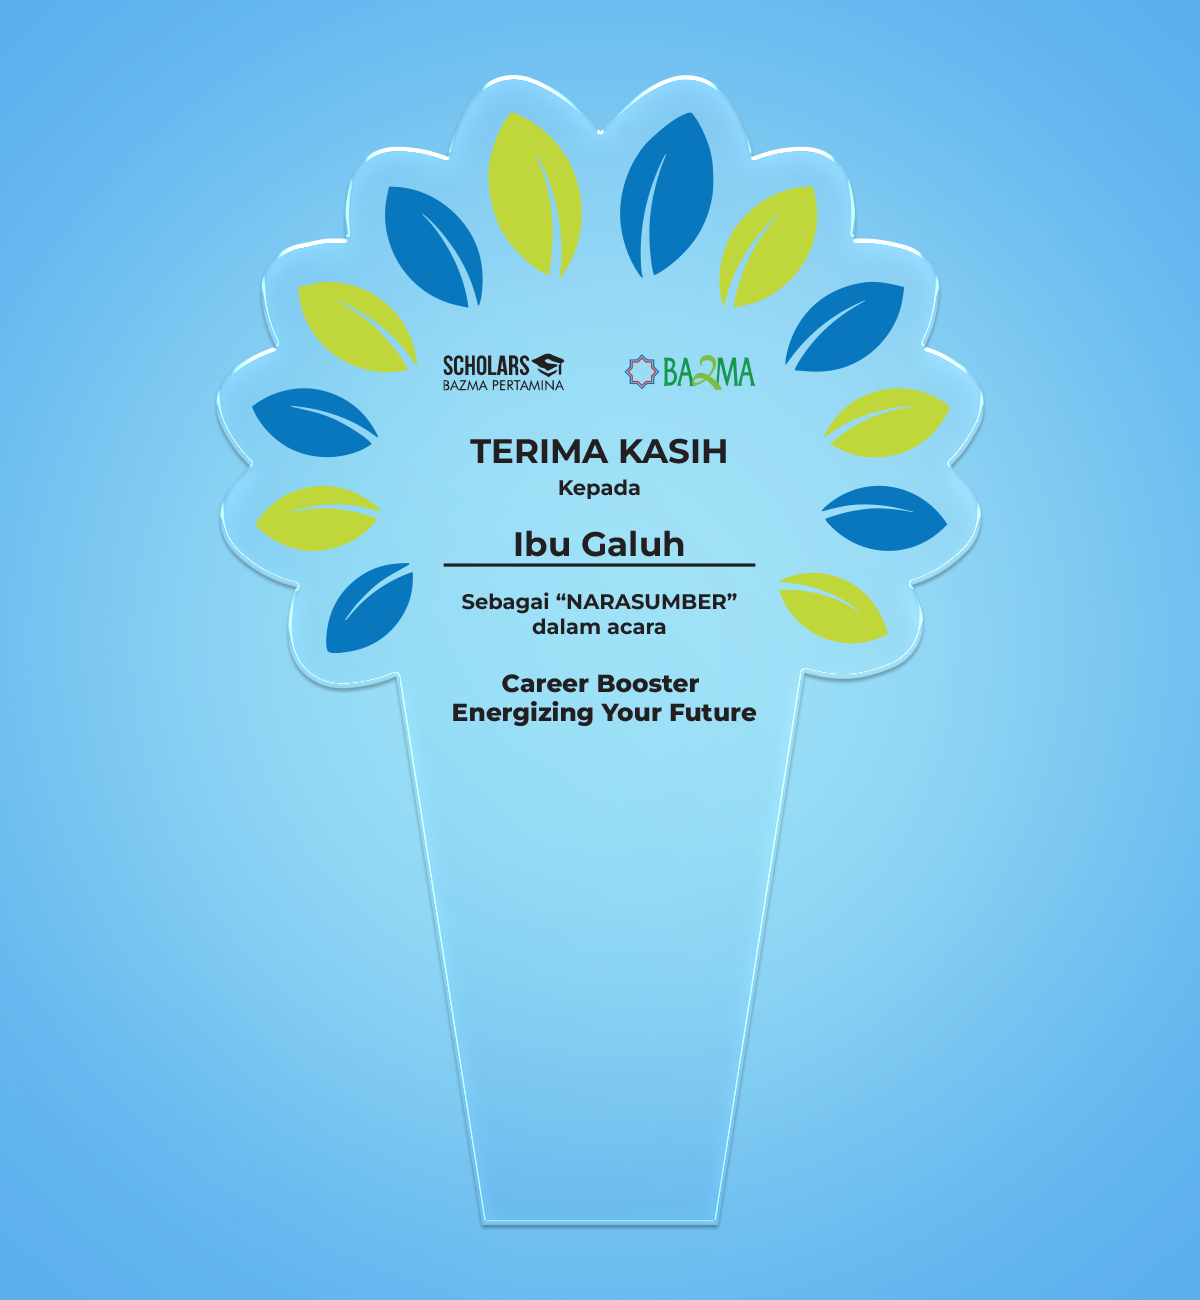 SCHOLARS
BAZMA PERTAMINA
BAZMA
TERIMA KASIH
Kepada
Ibu Galuh
Sebagai “NARASUMBER”
dalam acara
Career Booster
Energizing Your Future